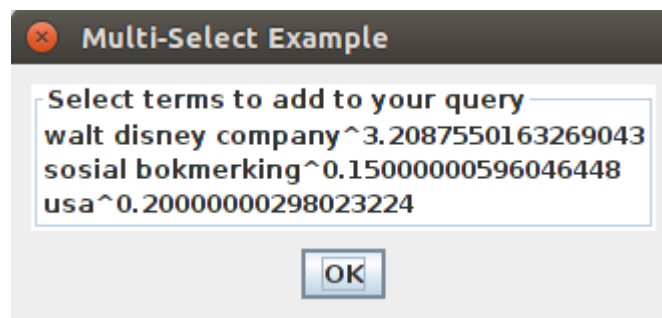 Multi-Select Example
Select terms to add to your query
walt disney company^3.2087550163269043
sosial bokmerking^0.15000000596046448
usa^0.20000000298023224
OK